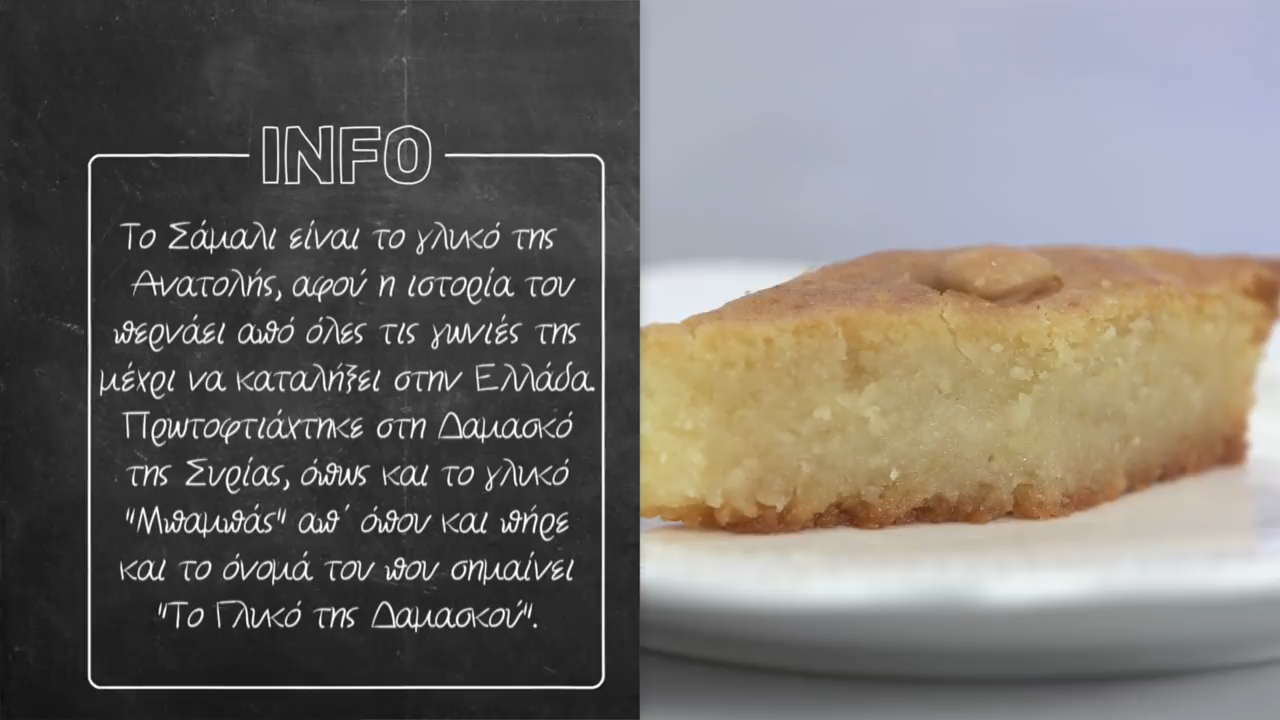 INFO
Το Σάμαλι είναι το γλυκό της
Ανατολής, αφού η ιστορία του
περνάει από όλες τις γωνιές της
μέχρι να καταλήξει στην Ελλάδα.
Πρωτοφτιάχτηκε στη Δαμασκό
της Συρίας, όπως και το γλυκό
"Μπαμπάς" απ΄ όπου και πήρε
και το όνομά του που σημαίνει
"Το Γλυκό της Δαμασκού".